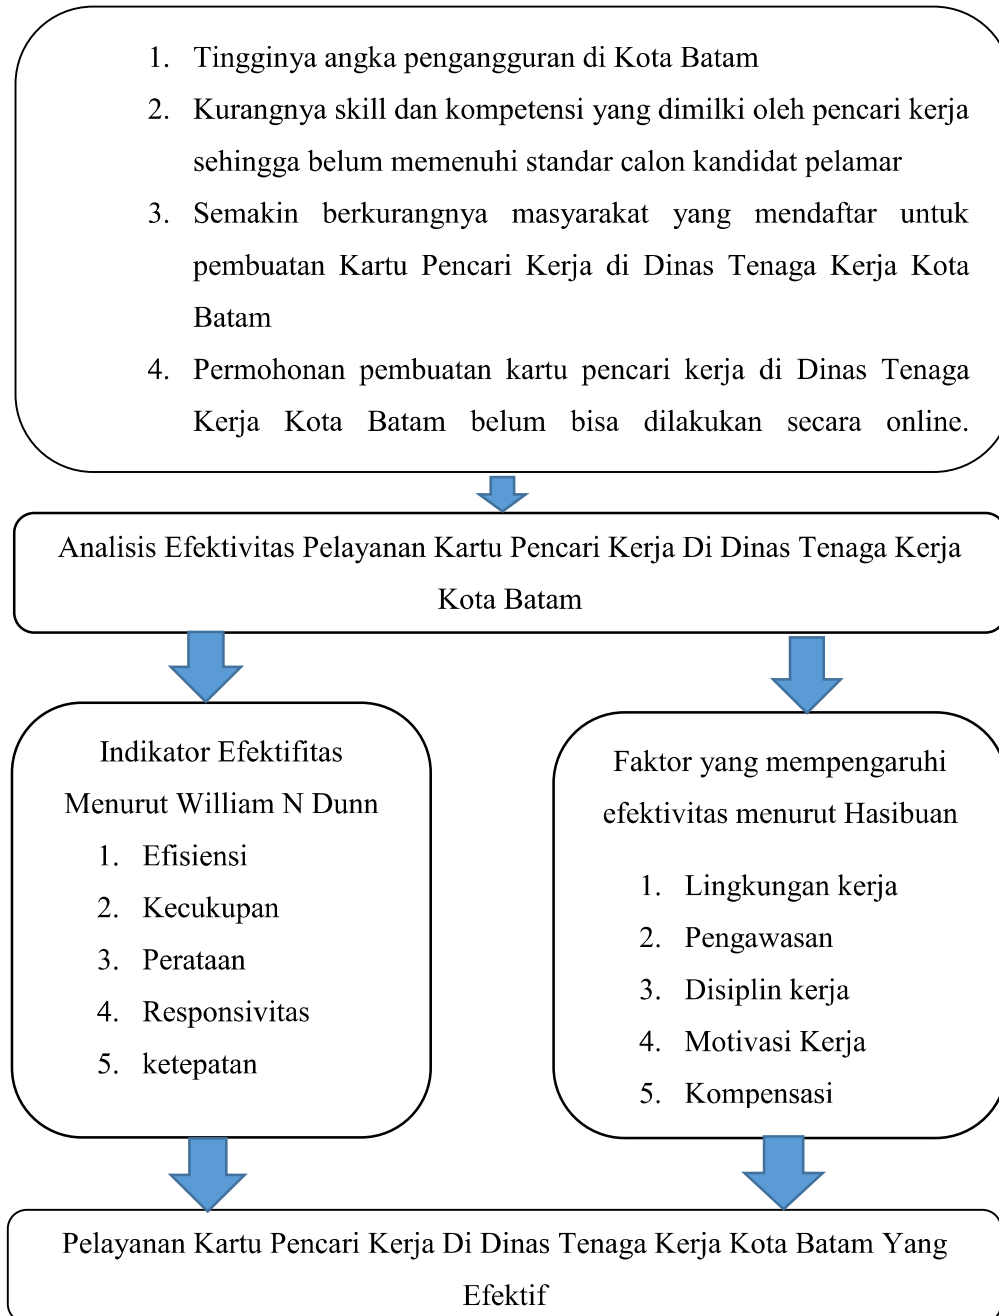 1. Tingginya angka pengangguran di Kota Batam
2. Kurangnya skill dan kompetensi yang dimilki oleh pencari kerja
sehingga belum memenuhi standar calon kandidat pelamar
3. Semakin berkurangnya masyarakat yang mendaftar untuk
pembuatan Kartu Pencari Kerja di Dinas Tenaga Kerja Kota
Batam
4. Permohonan pembuatan kartu pencari kerja di Dinas Tenaga
Kerja Kota Batam belum bisa dilakukan secara online.
Analisis Efektivitas Pelayanan Kartu Pencari Kerja Di Dinas Tenaga Kerja
Kota Batam
Indikator Efektifitas
Menurut William N Dunn
1. Efisiensi
2. Kecukupan
3. Perataan
4. Responsivitas
5. ketepatan
Faktor yang mempengaruhi
efektivitas menurut Hasibuan
1. Lingkungan kerja
2. Pengawasan
3. Disiplin kerja
4. Motivasi Kerja
5. Kompensasi
Pelayanan Kartu Pencari Kerja Di Dinas Tenaga Kerja Kota Batam Yang
Efektif